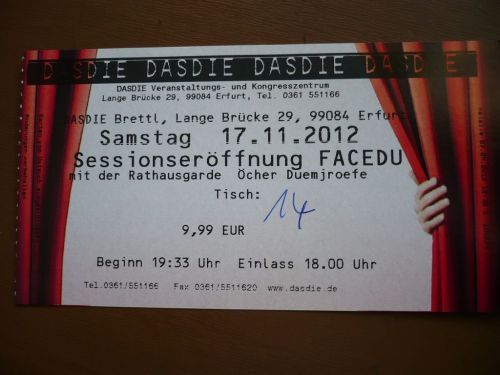 DASDIE DASDIE DASDIE DASDIE
DASDIE Veranstaltungs- und Kongresszentrum
Lange Brücke 29, 99084 Erfurt, Tel. 0361 551166
DASDIE Brettl, Lange Brücke 29, 99084 Erfurt
Samstag 17.11.2012
Sessionseröffnung FACEDU
mit der Rathausgarde Öcher Duemjroefe
Tisch: 14
9,99 EUR
Beginn 19:33 Uhr Einlass 18.00 Uhr
Tel.0361/551166 Fax 0361/5511620 www.dasdie.de